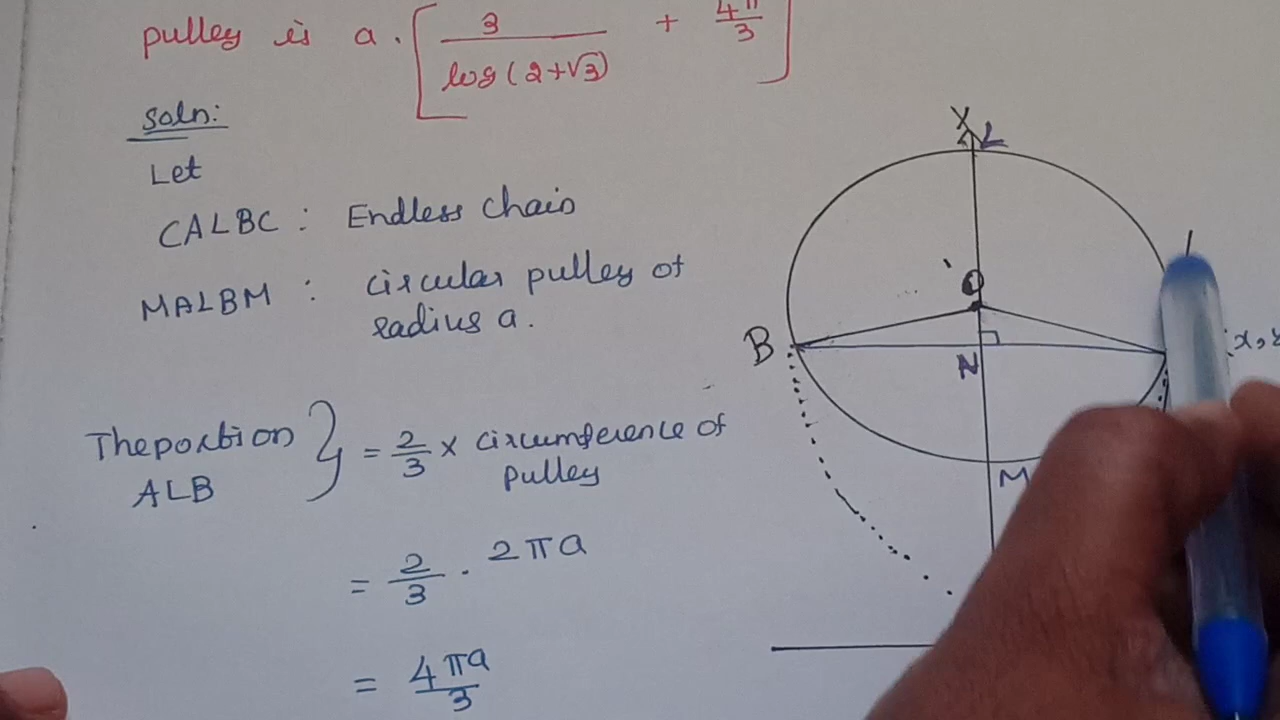 pulley is a. [ 3 / log(2+√3) + 4π/3 ]
Soln:
Let
CALBC : Endless chain
MALBM : circular pulley of
radius a.
The portion
ALB } = 2/3 × circumference of
pulley
= 2/3 . 2πa
= 4πa/3
Y
L
O
B
N
(x,
M